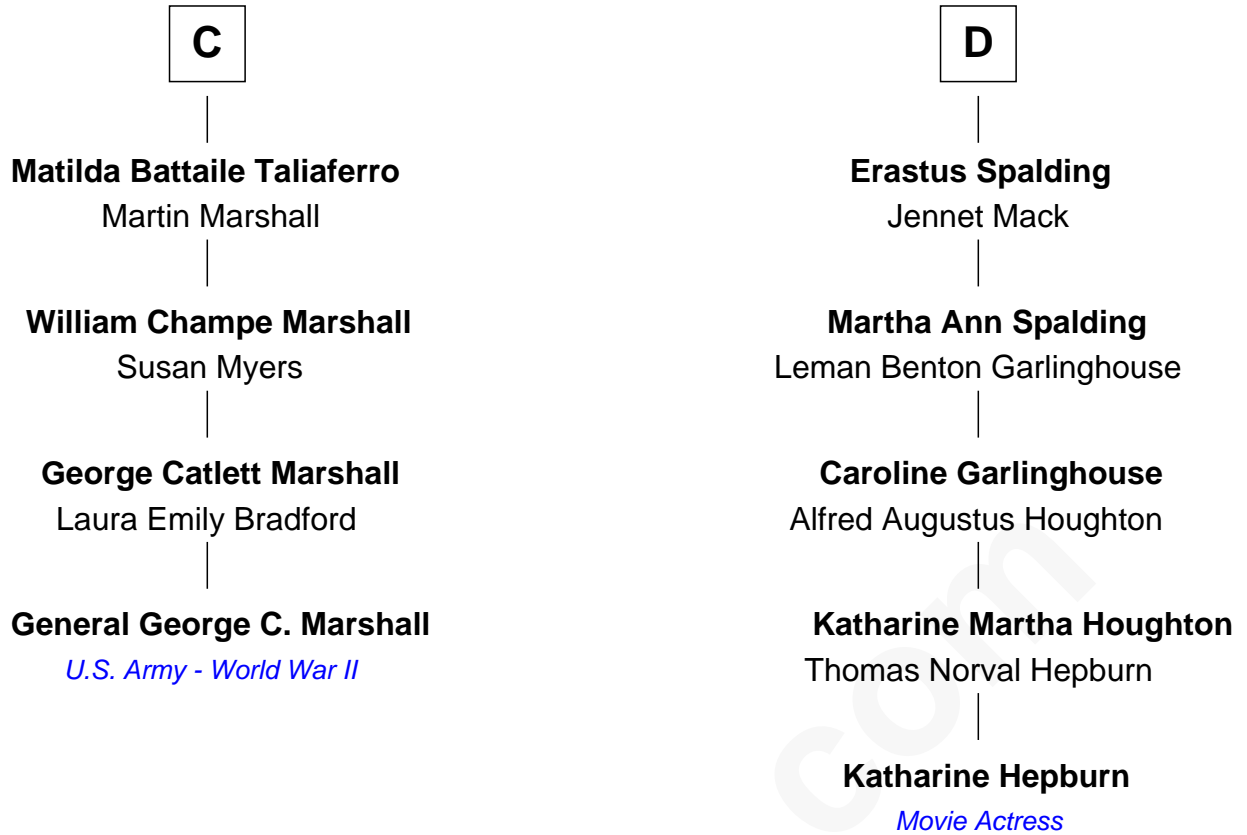 C
Matilda Battaile Taliaferro
Martin Marshall
William Champe Marshall
Susan Myers
George Catlett Marshall
Laura Emily Bradford
General George C. Marshall
U.S. Army - World War II
D
Erastus Spalding
Jennet Mack
Martha Ann Spalding
Leman Benton Garlinghouse
Caroline Garlinghouse
Alfred Augustus Houghton
Katharine Martha Houghton
Thomas Norval Hepburn
Katharine Hepburn
Movie Actress
com